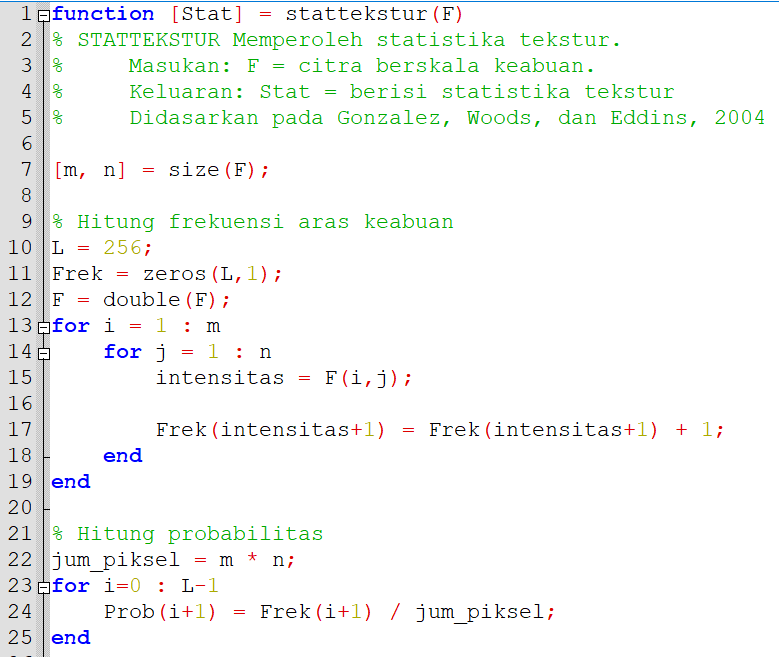 1 function [Stat] = stattekstur(F)
2 % STATTEKSTUR Memperoleh statistika tekstur.
3 %     Masukan: F = citra berskala keabuan.
4 %     Keluaran: Stat = berisi statistika tekstur
5 %     Didasarkan pada Gonzalez, Woods, dan Eddins, 2004
6
7 [m, n] = size(F);
8
9 % Hitung frekuensi aras keabuan
10 L = 256;
11 Frek = zeros(L,1);
12 F = double(F);
13 for i = 1 : m
14     for j = 1 : n
15         intensitas = F(i,j);
16
17         Frek(intensitas+1) = Frek(intensitas+1) + 1;
18     end
19 end
20
21 % Hitung probabilitas
22 jum_piksel = m * n;
23 for i=0 : L-1
24     Prob(i+1) = Frek(i+1) / jum_piksel;
25 end